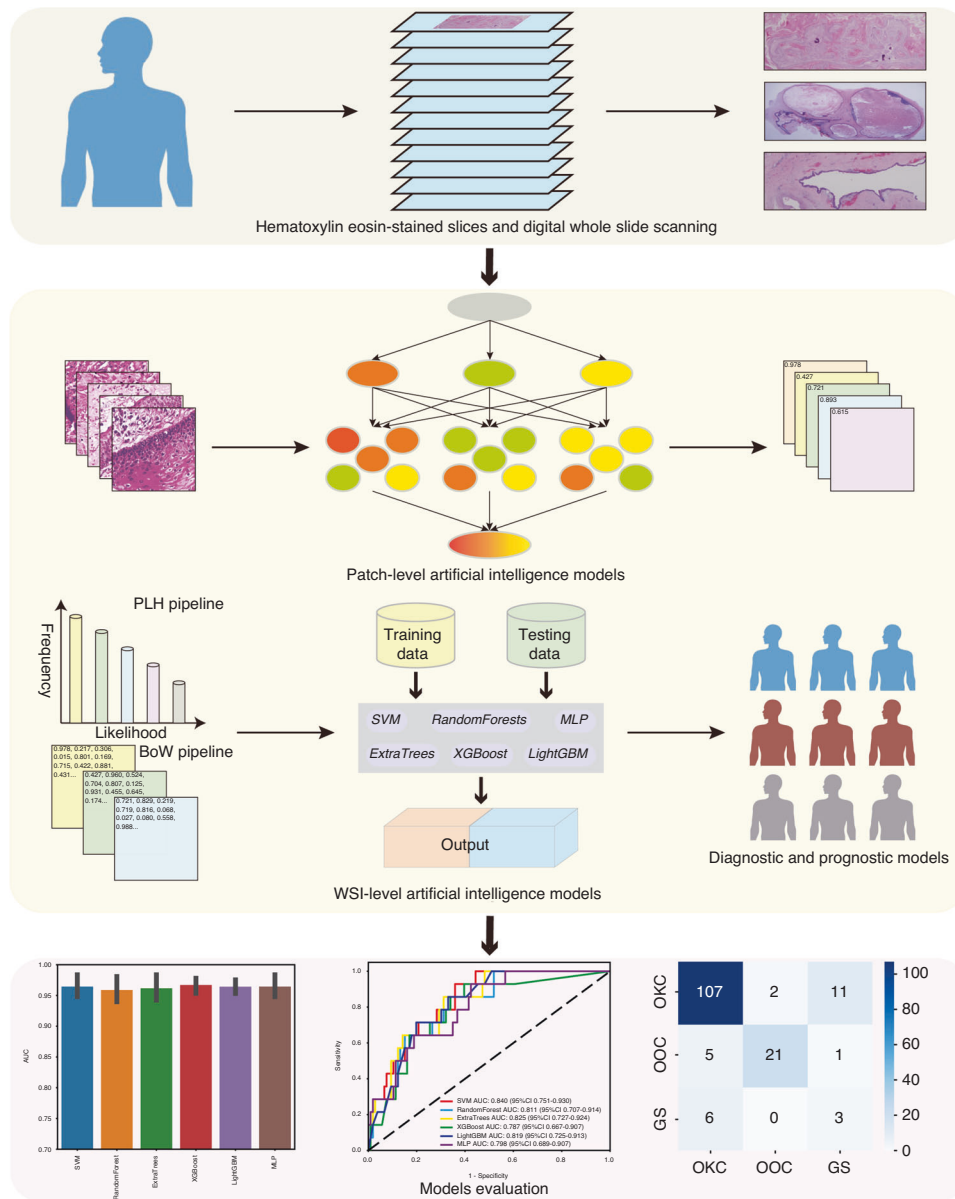 Hematoxylin eosin-stained slices and digital whole slide scanning
0.978
0.427
0.721
0.893
0.615
Patch-level artificial intelligence models
PLH pipeline
Frequency
Likelihood
BoW pipeline
0.978, 0.217, 0.306,
0.015, 0.801, 0.169,
0.715, 0.422, 0.881,
0.431...
0.427, 0.960, 0.524,
0.704, 0.807, 0.125,
0.931, 0.455, 0.645,
0.174...
0.721, 0.829, 0.219,
0.719, 0.816, 0.068,
0.027, 0.080, 0.558,
0.988...
Training
data
Testing
data
SVM RandomForests MLP
ExtraTrees XGBoost LightGBM
Output
WSI-level artificial intelligence models
Diagnostic and prognostic models
1.00
0.95
0.90
0.85
0.80
0.75
0.70
AUC
SVM
RandomForest
ExtraTrees
XGBoost
LightGBM
MLP
1.0
0.8
0.6
0.4
0.2
0.0
Sensitivity
SVM AUC: 0.840 (95%CI 0.751-0.930)
RandomForest AUC: 0.811 (95%CI 0.707-0.914)
ExtraTrees AUC: 0.825 (95%CI 0.727-0.924)
XGBoost AUC: 0.787 (95%CI 0.667-0.907)
LightGBM AUC: 0.819 (95%CI 0.725-0.913)
MLP AUC: 0.798 (95%CI 0.689-0.907)
0.0 0.2 0.4 0.6 0.8 1.0
1 - Specificity
Models evaluation
OKC 107 2 11
OOC 5 21 1
GS 6 0 3
OKC OOC GS
100
80
60
40
20
0